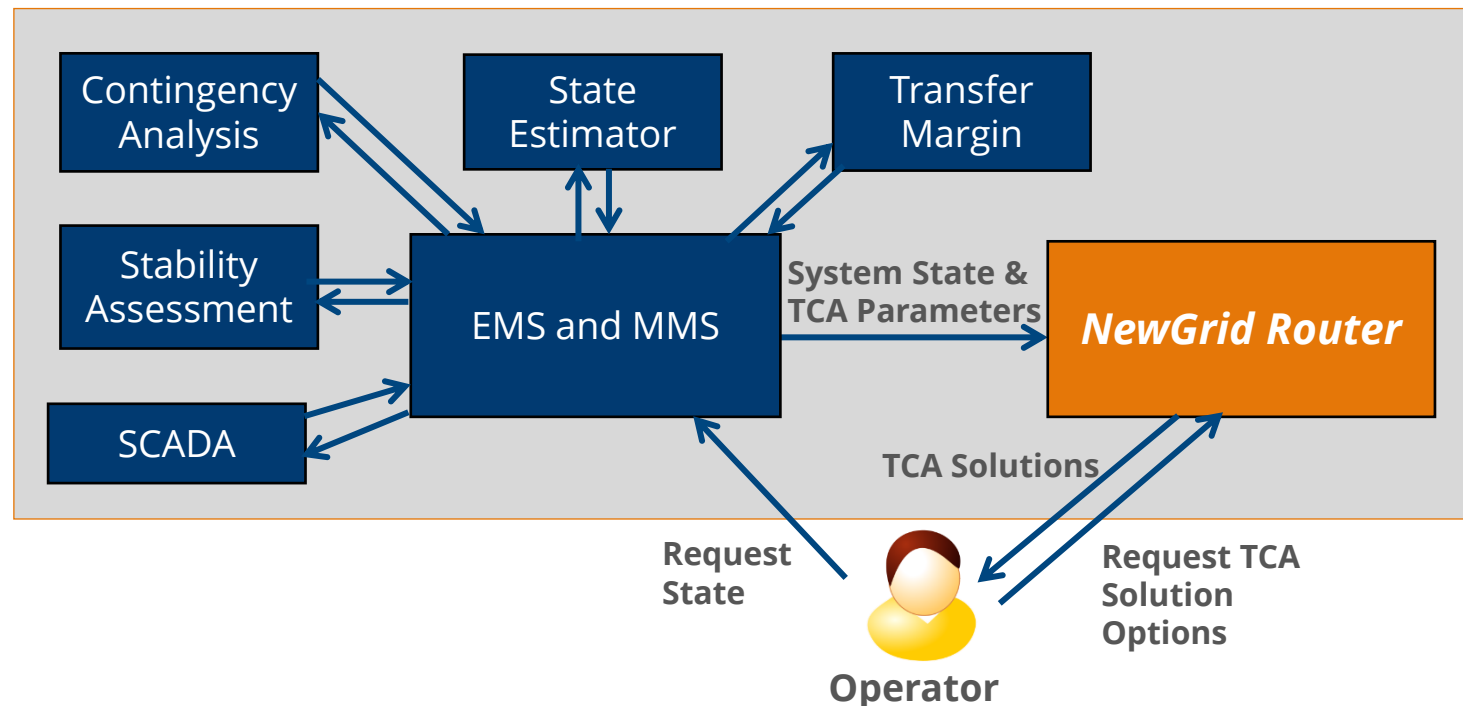 Contingency
Analysis
State
Estimator
Transfer
Margin
Stability
Assessment
EMS and MMS
System State &
TCA Parameters
NewGrid Router
SCADA
TCA Solutions
Request
State
Request TCA
Solution
Options
Operator